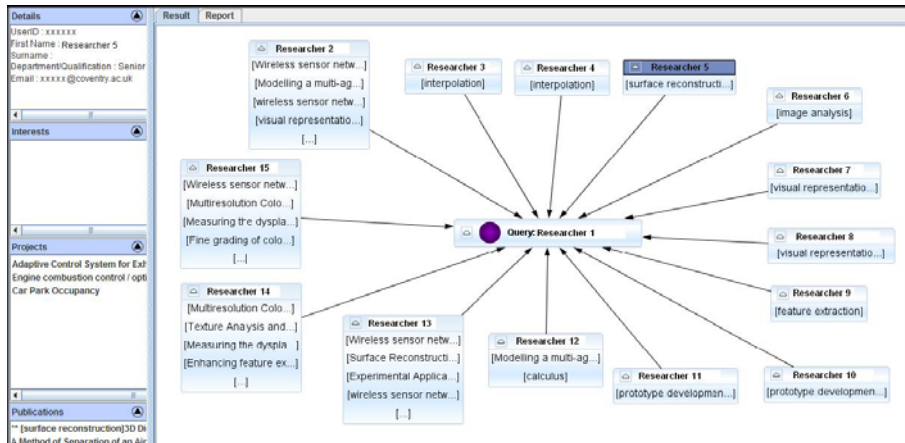 Details
UserID : xxxxxx
First Name : Researcher 5
Surname :
Department/Qualification : Senior
Email : xxxxx@coventry.ac.uk
Interests
Projects
Adaptive Control System for Exh
Engine combustion control / opti
Car Park Occupancy
Publications
** [surface reconstruction]3D Di
A Method of Separation of an Air
Result Report
Researcher 2
[Wireless sensor netw...]
[Modelling a multi-ag...]
[wireless sensor netw...]
[visual representatio...]
[...]
Researcher 3
[interpolation]
Researcher 4
[interpolation]
Researcher 5
[surface reconstructi...]
Researcher 6
[image analysis]
Researcher 7
[visual representatio...]
Researcher 8
[visual representatio...]
Researcher 9
[feature extraction]
Researcher 10
[prototype developmen...]
Researcher 11
[prototype developmen...]
Researcher 12
[Modelling a multi-ag...]
[calculus]
Researcher 13
[Wireless sensor netw...]
[Surface Reconstructi...]
[Experimental Applica...]
[wireless sensor netw...]
[...]
Researcher 14
[Multiresolution Colo...]
[Texture Analysis and...]
[Measuring the dyspla...]
[Enhancing feature ex...]
[...]
Researcher 15
[Wireless sensor netw...]
[Multiresolution Colo...]
[Measuring the dyspla...]
[Fine grading of colo...]
[...]
Query: Researcher 1